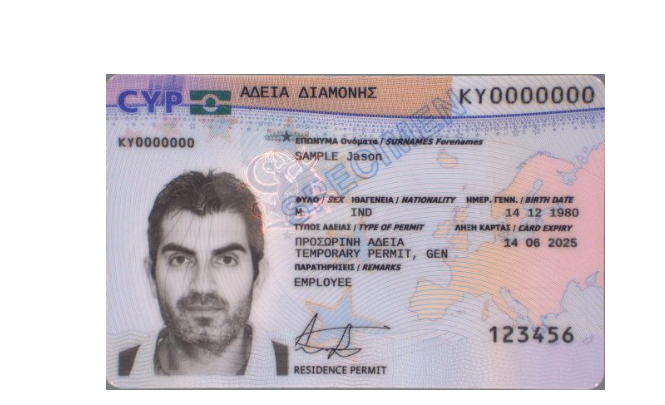 CYP ΑΔΕΙΑ ΔΙΑΜΟΝΗΣ KY0000000
KY0000000
ΕΠΩΝΥΜΑ Ονόματα / SURNAMES Forenames
SAMPLE Jason
SPECIMEN
ΦΥΛΟ / SEX ΙΘΑΓΕΝΕΙΑ / NATIONALITY ΗΜΕΡ. ΓΕΝΝ. / BIRTH DATE
M IND 14 12 1980
ΤΥΠΟΣ ΑΔΕΙΑΣ / TYPE OF PERMIT ΛΗΞΗ ΚΑΡΤΑΣ / CARD EXPIRY
ΠΡΟΣΩΡΙΝΗ ΑΔΕΙΑ 14 06 2025
TEMPORARY PERMIT, GEN
ΠΑΡΑΤΗΡΗΣΕΙΣ / REMARKS
EMPLOYEE
123456
RESIDENCE PERMIT